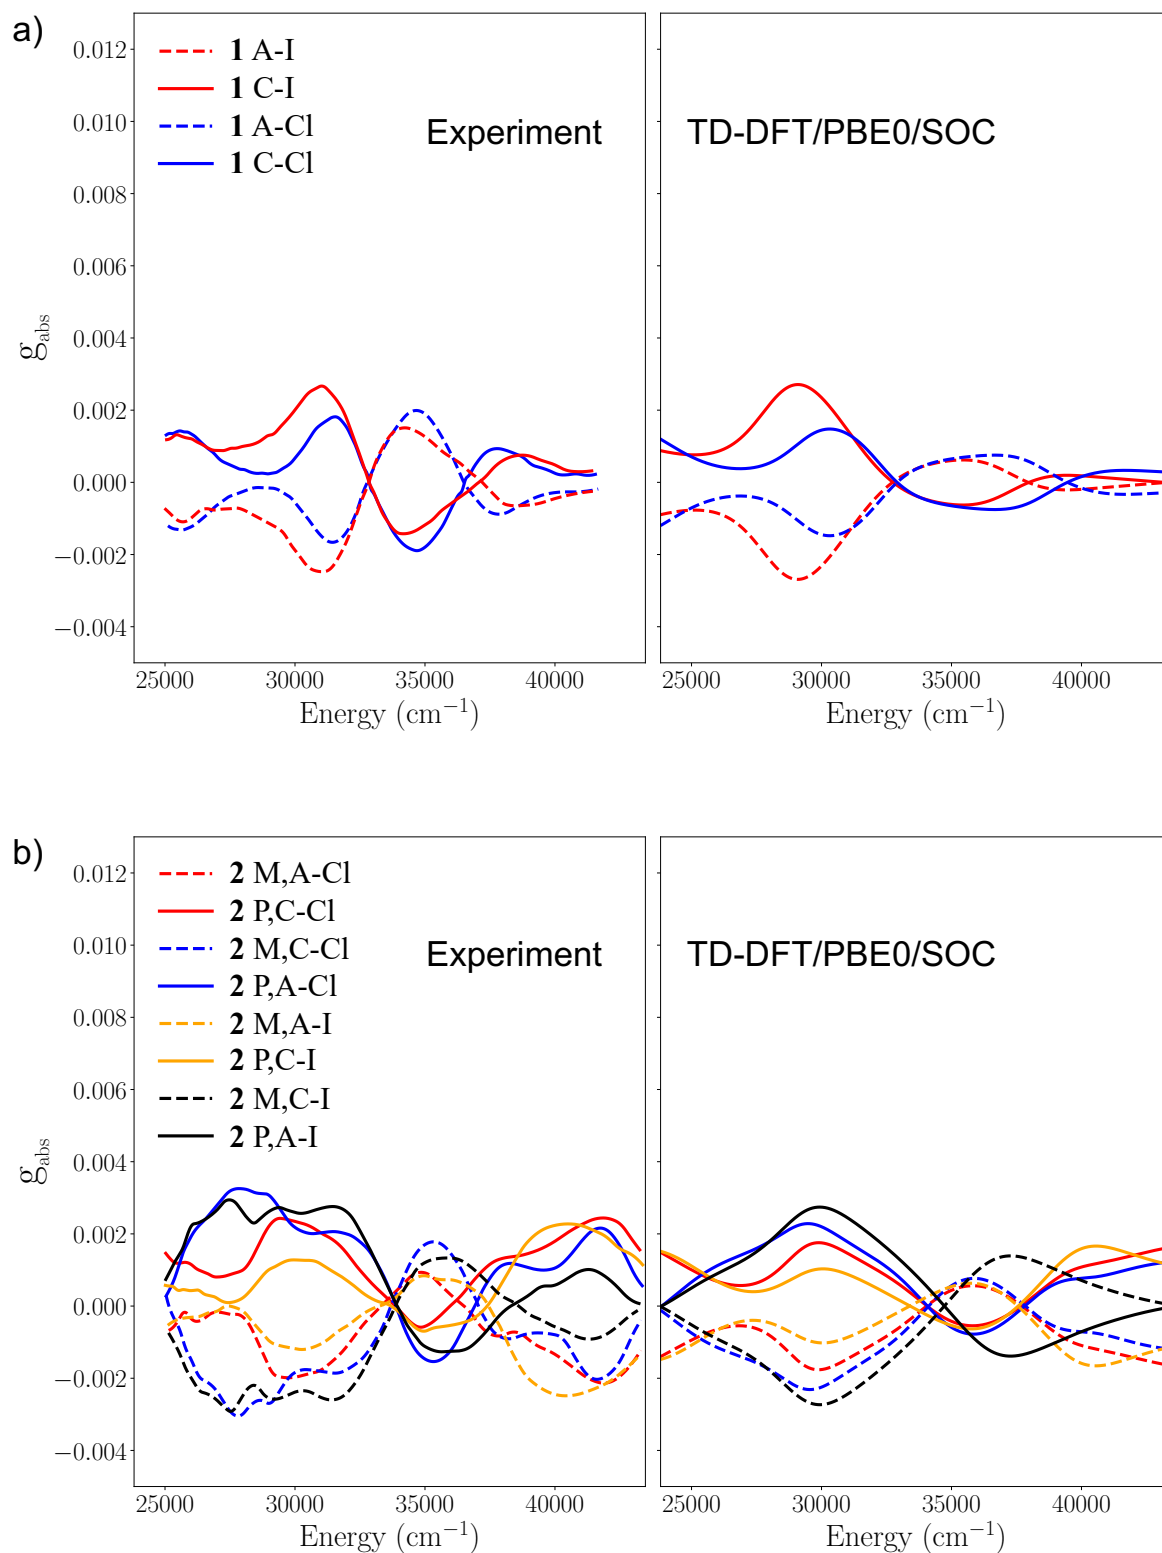 a)
1 A-I
1 C-I
1 A-Cl
1 C-Cl
Experiment
TD-DFT/PBE0/SOC
0.012
0.010
0.008
0.006
0.004
0.002
0.000
−0.002
−0.004
g_abs
25000 30000 35000 40000
Energy (cm⁻¹)
25000 30000 35000 40000
Energy (cm⁻¹)
b)
2 M,A-Cl
2 P,C-Cl
2 M,C-Cl
2 P,A-Cl
2 M,A-I
2 P,C-I
2 M,C-I
2 P,A-I
Experiment
TD-DFT/PBE0/SOC
0.012
0.010
0.008
0.006
0.004
0.002
0.000
−0.002
−0.004
g_abs
25000 30000 35000 40000
Energy (cm⁻¹)
25000 30000 35000 40000
Energy (cm⁻¹)